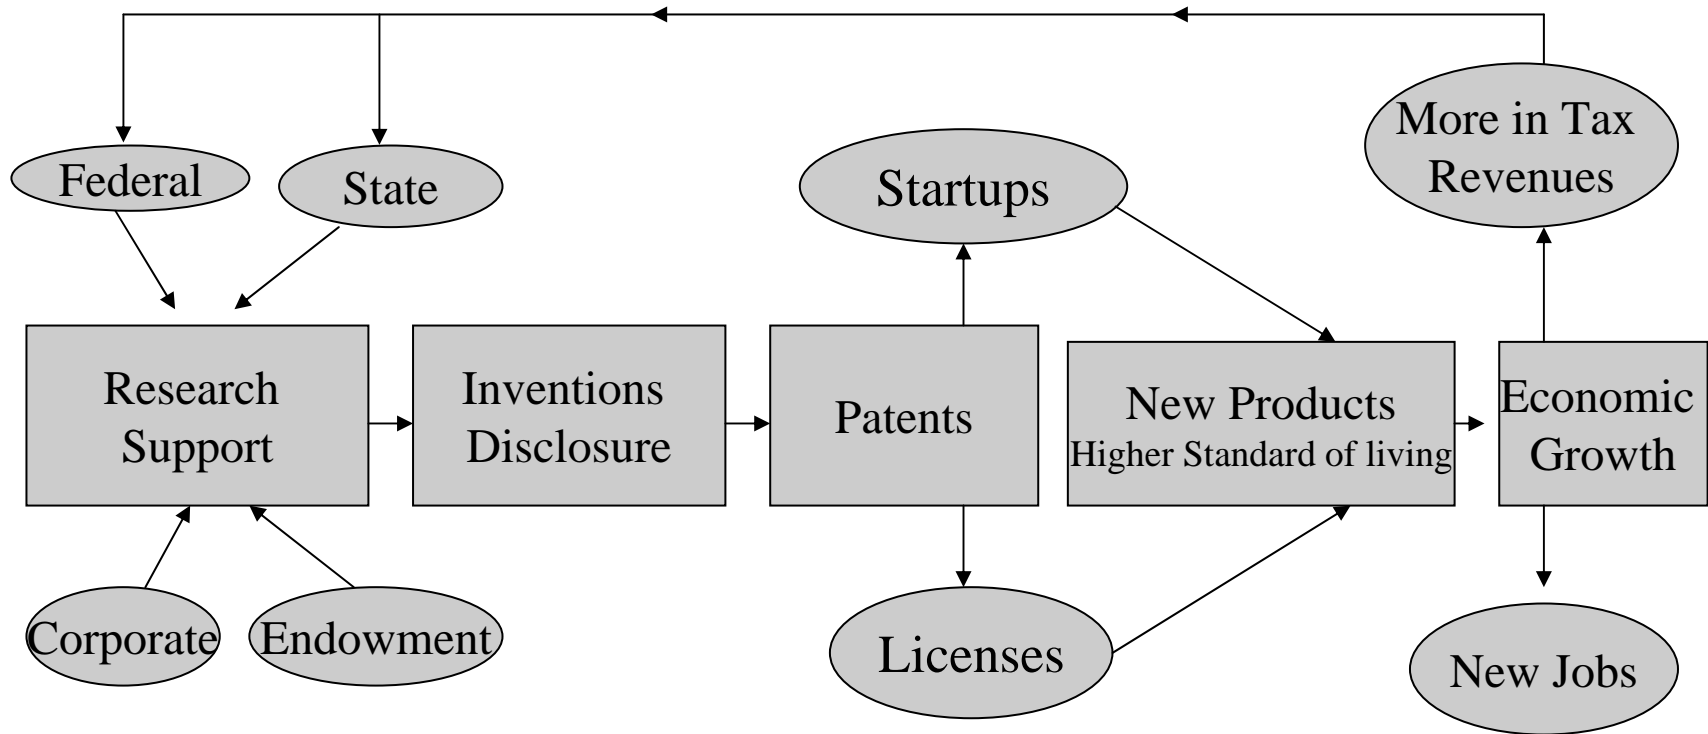 More in Tax
Revenues
Federal
State
Startups
Research
Support
Inventions
Disclosure
Patents
New Products
Higher Standard of living
Economic
Growth
Corporate
Endowment
Licenses
New Jobs